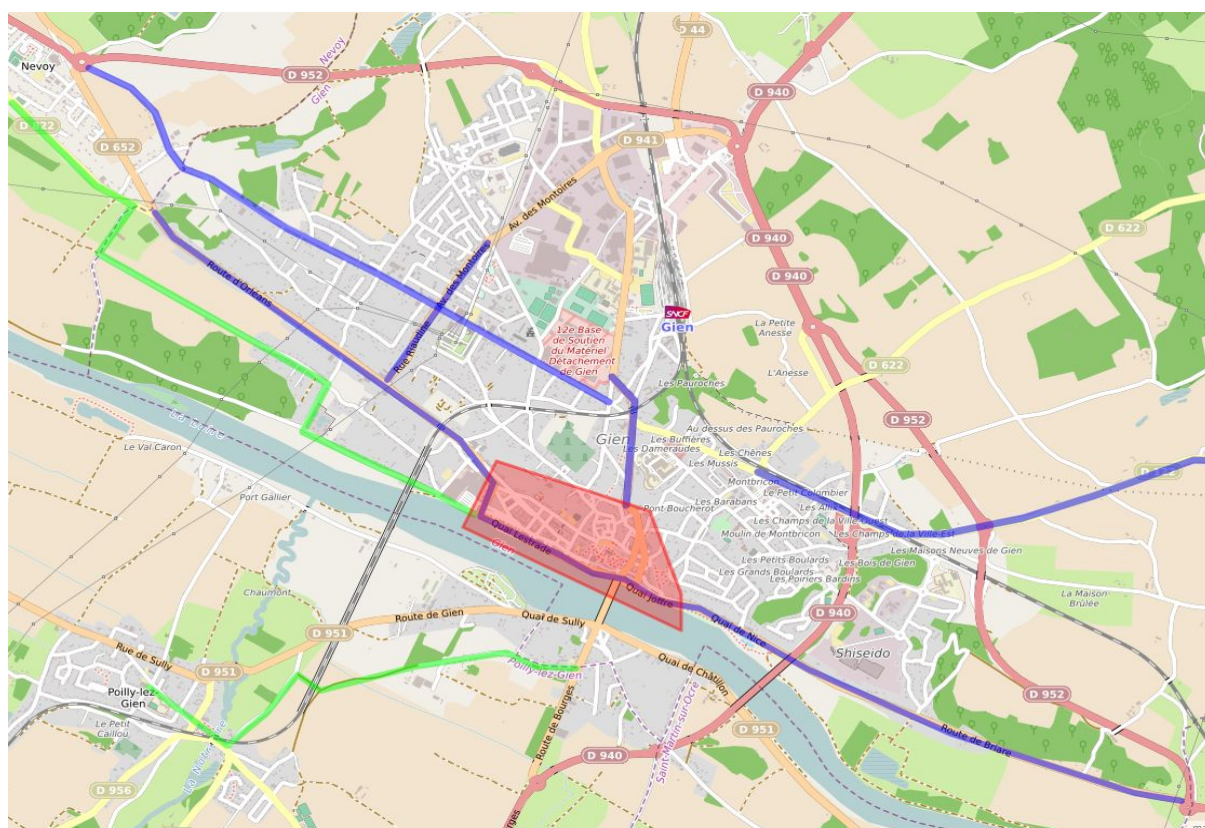 D 44
Nevoy
Nevoy
Gien
D 952
D 940
D 622
D 652
D 941
Av. des Montoires
D 622
D 940
Route d'Orléans
Av. des Montoires
D 940
SNCF
Gien
La Petite
Anesse
12e Base
de Soutien
du Matériel
Détachement
de Gien
Rue Riauaine
L'Anesse
D 622
Les Pauroches
La Loire
D 952
Au dessus des Pauroches
Gien
Les Buffières
Les Dameraudes
Les Chênes
Le Val Caron
Les Mussis
Montbricon
Le Petit Colombier
Port Gallier
Les Barabans
Les Allix
Port-Boucherot
Les Champs de la Ville-Ouest
Moulin de Montbricon
Les Champs de la Ville-Est
Quai Lestrade
Gien
Les Maisons Neuves de Gien
Les Petits Boulards
Les Bois de Gien
Les Grands Boulards
Les Poiriers Bardins
Chaumont
Quai Joffre
La Maison
Brûlée
Route de Gien
Quai de Sully
D 940
D 951
Quai de Nice
Rue de Sully
Shiseido
Poilly-lez-Gien
Quai de Châtillon
D 951
Poilly-lez-
Gien
D 952
Le Petit
Caillou
Route de Bourges
Saint-Martin-sur-Ocre
D 951
Route de Briare
D 940
D 956